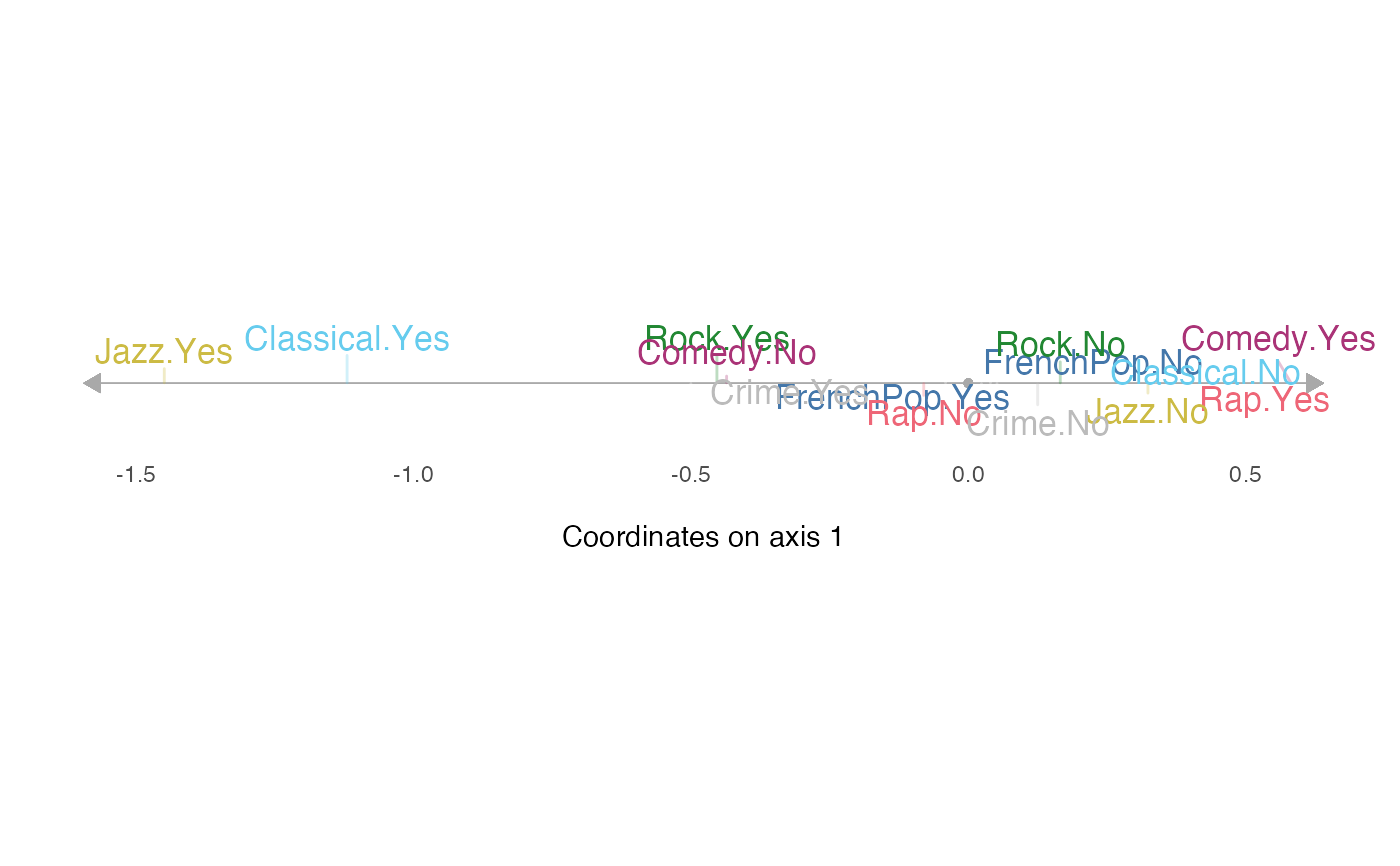 Jazz.Yes
Classical.Yes
Rock.Yes
Comedy.No
Rock.No
Comedy.Yes
FrenchPop.No
Classical.No
Crime.Yes
FrenchPop.Yes
Rap.No
Crime.No
Jazz.No
Rap.Yes
-1.5 -1.0 -0.5 0.0 0.5
Coordinates on axis 1